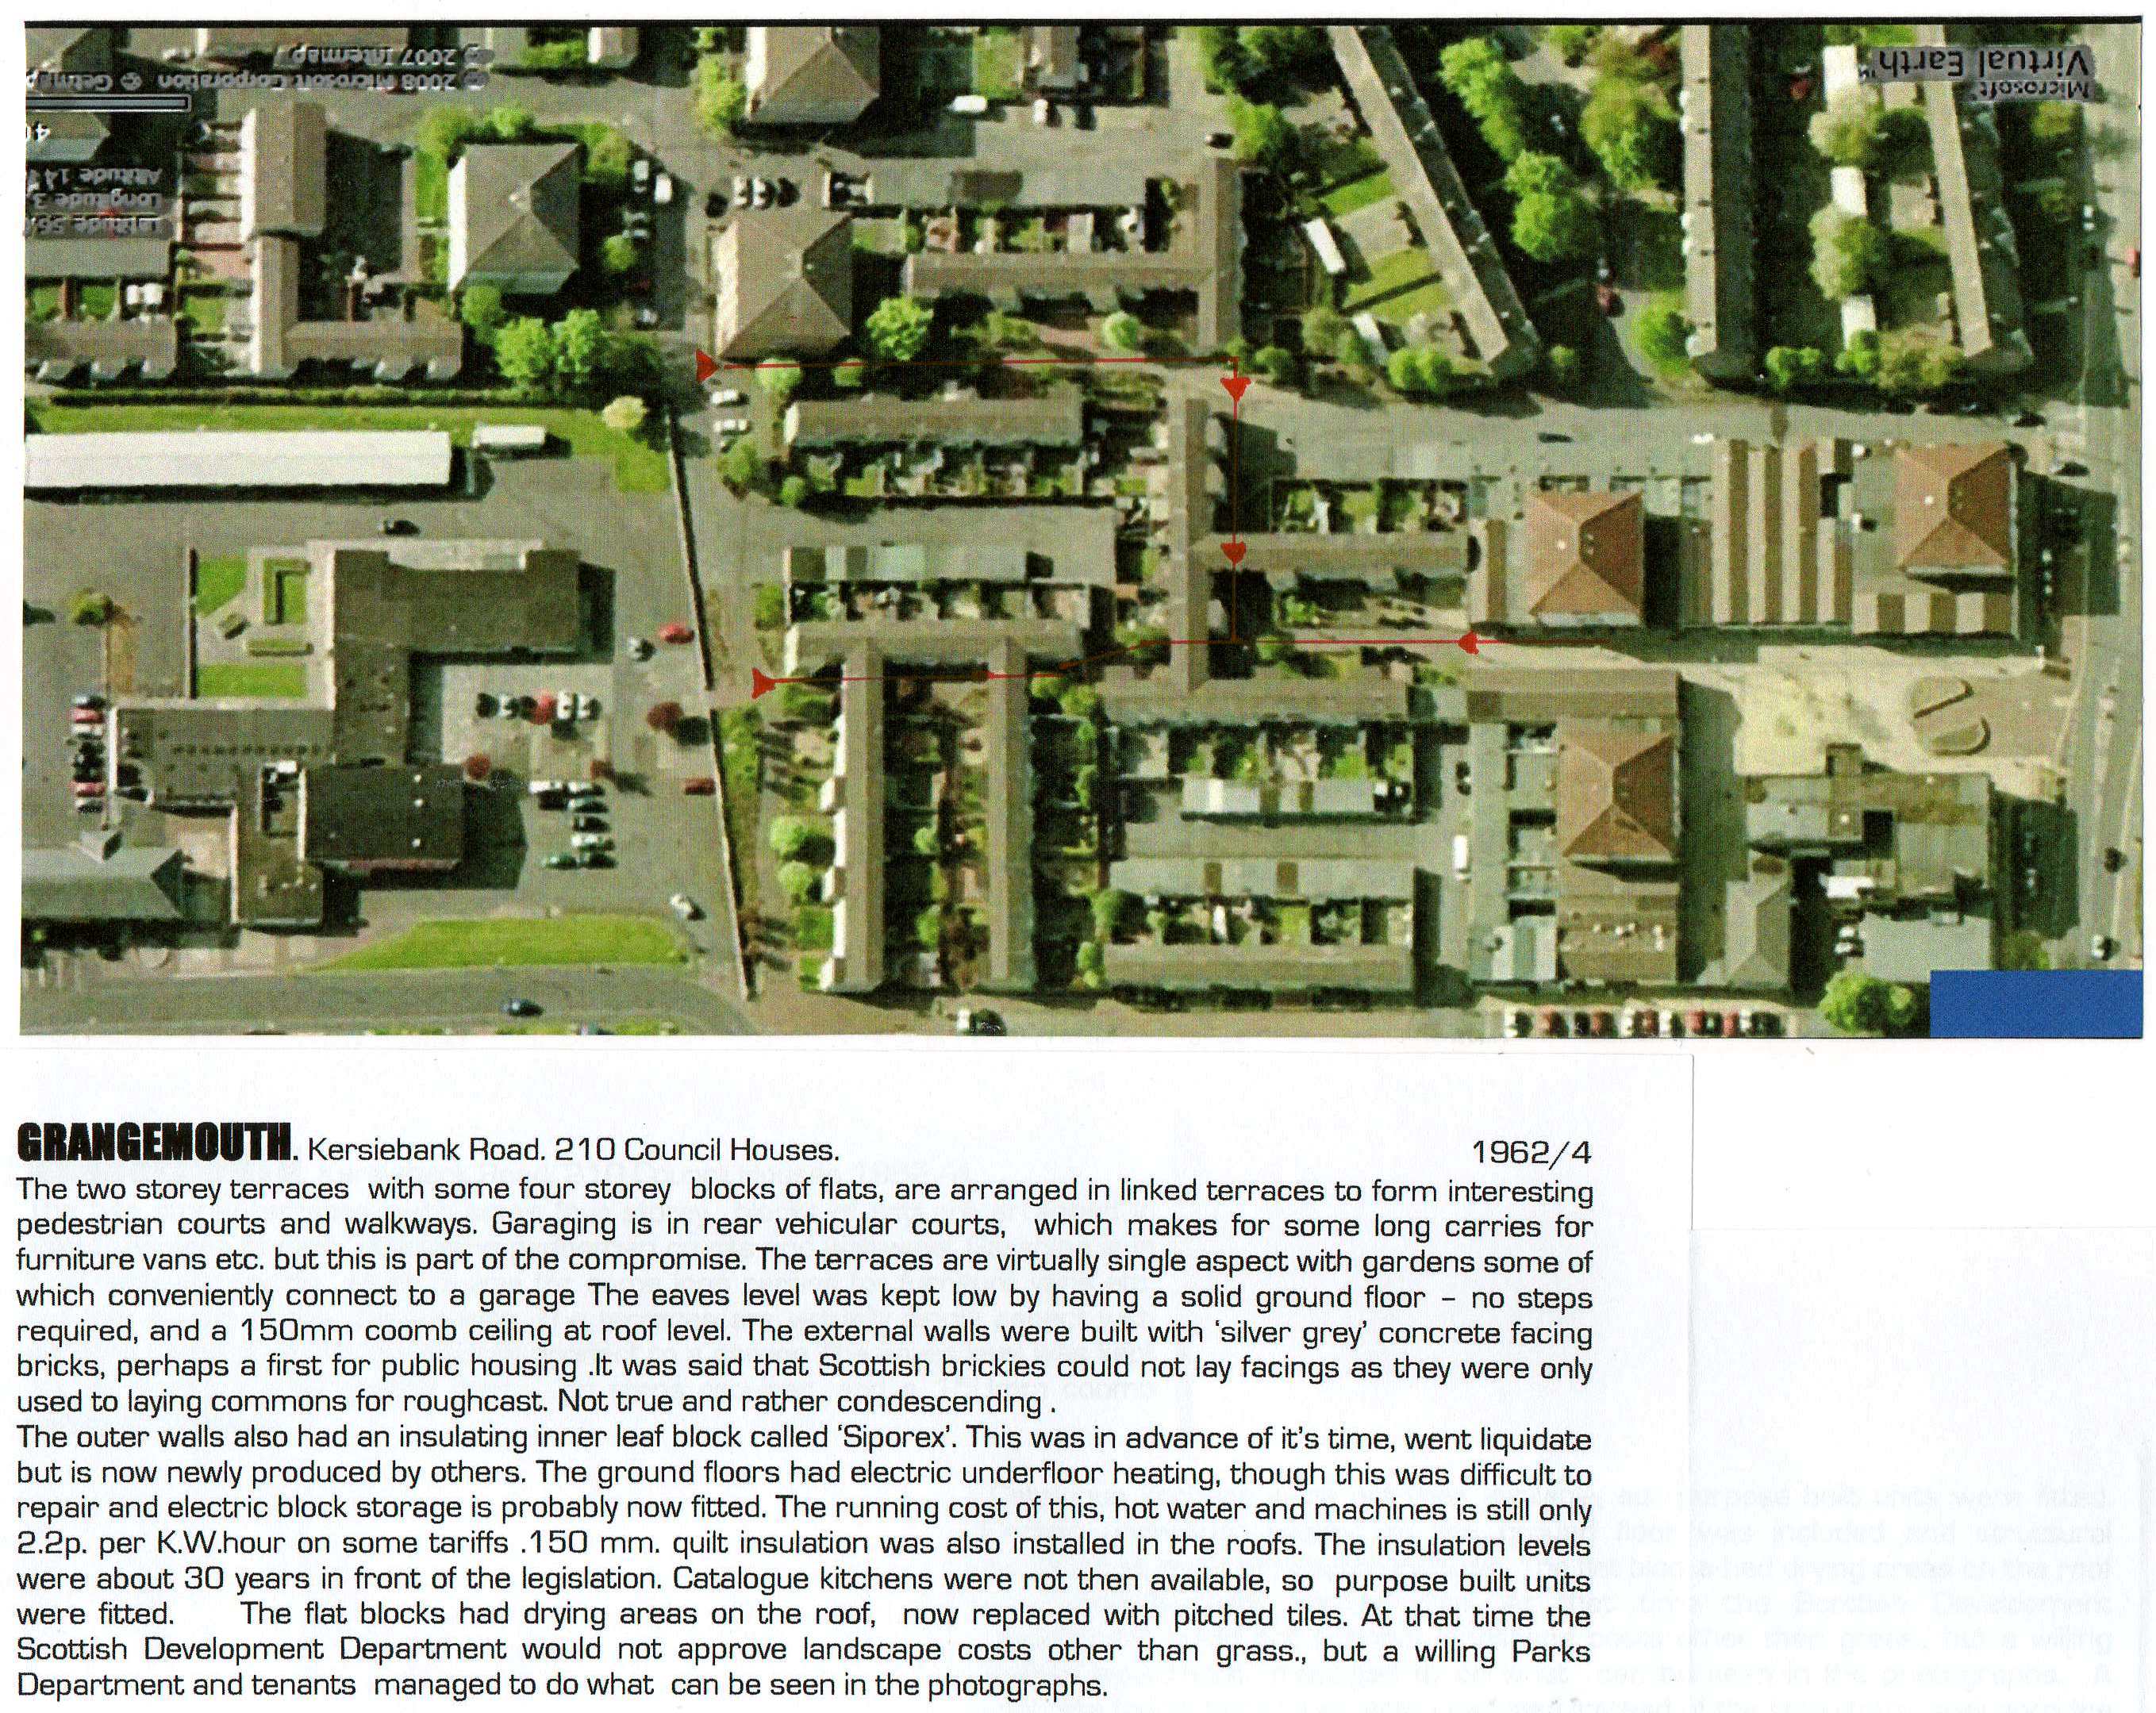 © 2007 Intermap
© 2008 Microsoft Corporation © Getmap
Microsoft
Virtual Earth™
Altitude 14
Longitude 3
Latitude 56.
GRANGEMOUTH. Kersiebank Road. 210 Council Houses. 1962/4
The two storey terraces with some four storey blocks of flats, are arranged in linked terraces to form interesting
pedestrian courts and walkways. Garaging is in rear vehicular courts, which makes for some long carries for
furniture vans etc. but this is part of the compromise. The terraces are virtually single aspect with gardens some of
which conveniently connect to a garage The eaves level was kept low by having a solid ground floor – no steps
required, and a 150mm coomb ceiling at roof level. The external walls were built with ‘silver grey’ concrete facing
bricks, perhaps a first for public housing .It was said that Scottish brickies could not lay facings as they were only
used to laying commons for roughcast. Not true and rather condescending .
The outer walls also had an insulating inner leaf block called ‘Siporex’. This was in advance of it’s time, went liquidate
but is now newly produced by others. The ground floors had electric underfloor heating, though this was difficult to
repair and electric block storage is probably now fitted. The running cost of this, hot water and machines is still only
2.2p. per K.W.hour on some tariffs .150 mm. quilt insulation was also installed in the roofs. The insulation levels
were about 30 years in front of the legislation. Catalogue kitchens were not then available, so purpose built units
were fitted. The flat blocks had drying areas on the roof, now replaced with pitched tiles. At that time the
Scottish Development Department would not approve landscape costs other than grass., but a willing Parks
Department and tenants managed to do what can be seen in the photographs.